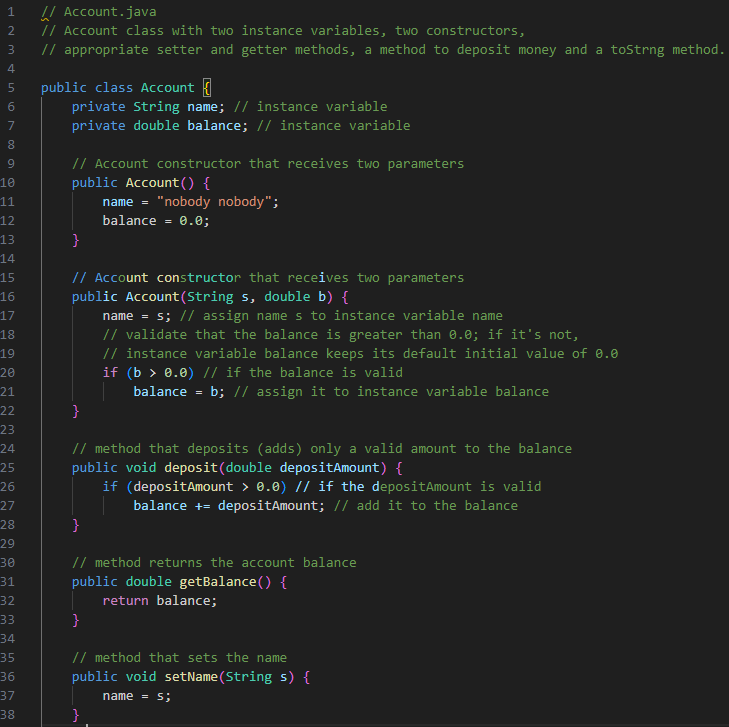 1 // Account.java
2 // Account class with two instance variables, two constructors,
3 // appropriate setter and getter methods, a method to deposit money and a toStrng method.
4
5 public class Account {
6 private String name; // instance variable
7 private double balance; // instance variable
8
9 // Account constructor that receives two parameters
10 public Account() {
11 name = "nobody nobody";
12 balance = 0.0;
13 }
14
15 // Account constructor that receives two parameters
16 public Account(String s, double b) {
17 name = s; // assign name s to instance variable name
18 // validate that the balance is greater than 0.0; if it's not,
19 // instance variable balance keeps its default initial value of 0.0
20 if (b > 0.0) // if the balance is valid
21 balance = b; // assign it to instance variable balance
22 }
23
24 // method that deposits (adds) only a valid amount to the balance
25 public void deposit(double depositAmount) {
26 if (depositAmount > 0.0) // if the depositAmount is valid
27 balance += depositAmount; // add it to the balance
28 }
29
30 // method returns the account balance
31 public double getBalance() {
32 return balance;
33 }
34
35 // method that sets the name
36 public void setName(String s) {
37 name = s;
38 }